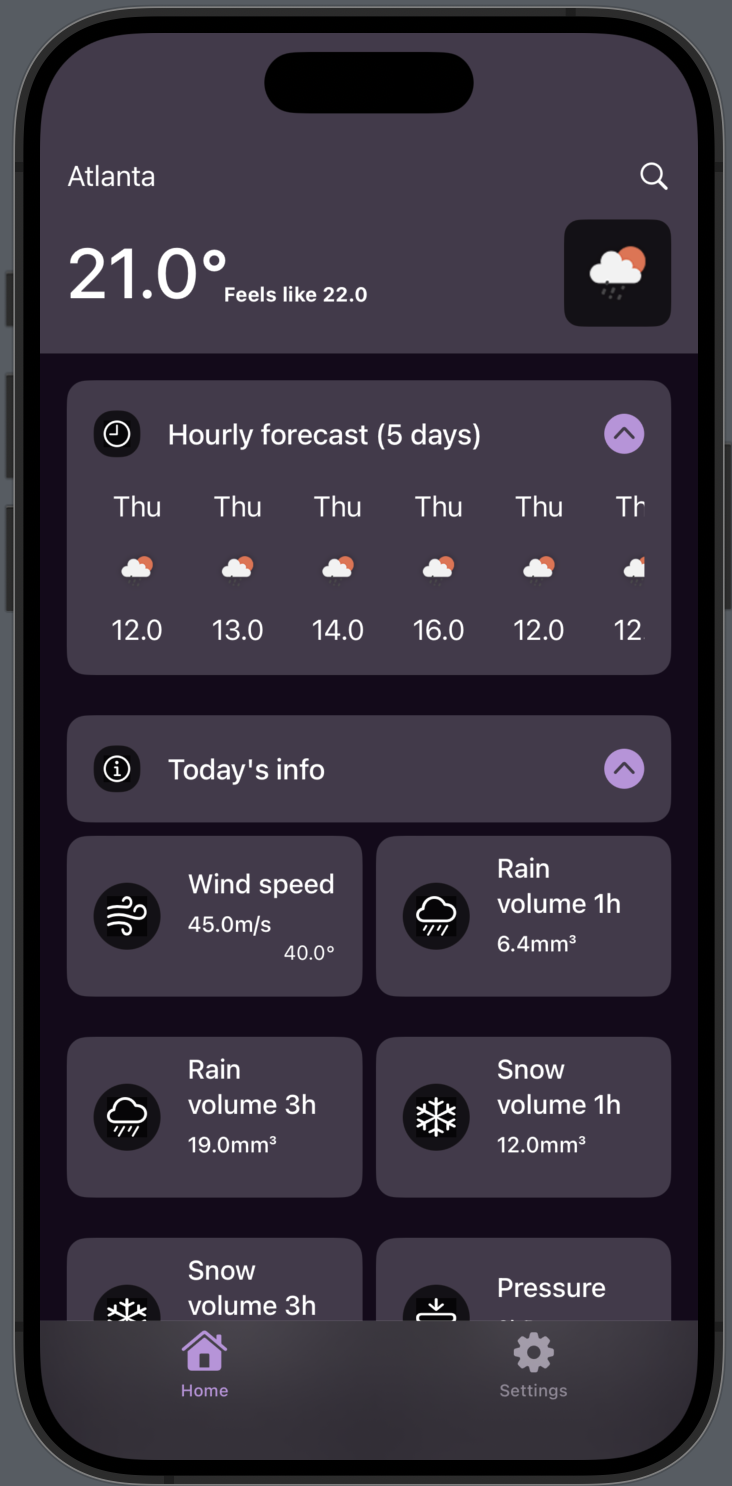 Atlanta
21.0°
Feels like 22.0
Hourly forecast (5 days)
Thu Thu Thu Thu Thu Th
12.0 13.0 14.0 16.0 12.0 12.
Today's info
Wind speed
45.0m/s
40.0°
Rain
volume 1h
6.4mm³
Rain
volume 3h
19.0mm³
Snow
volume 1h
12.0mm³
Snow
volume 3h
Pressure
Home
Settings